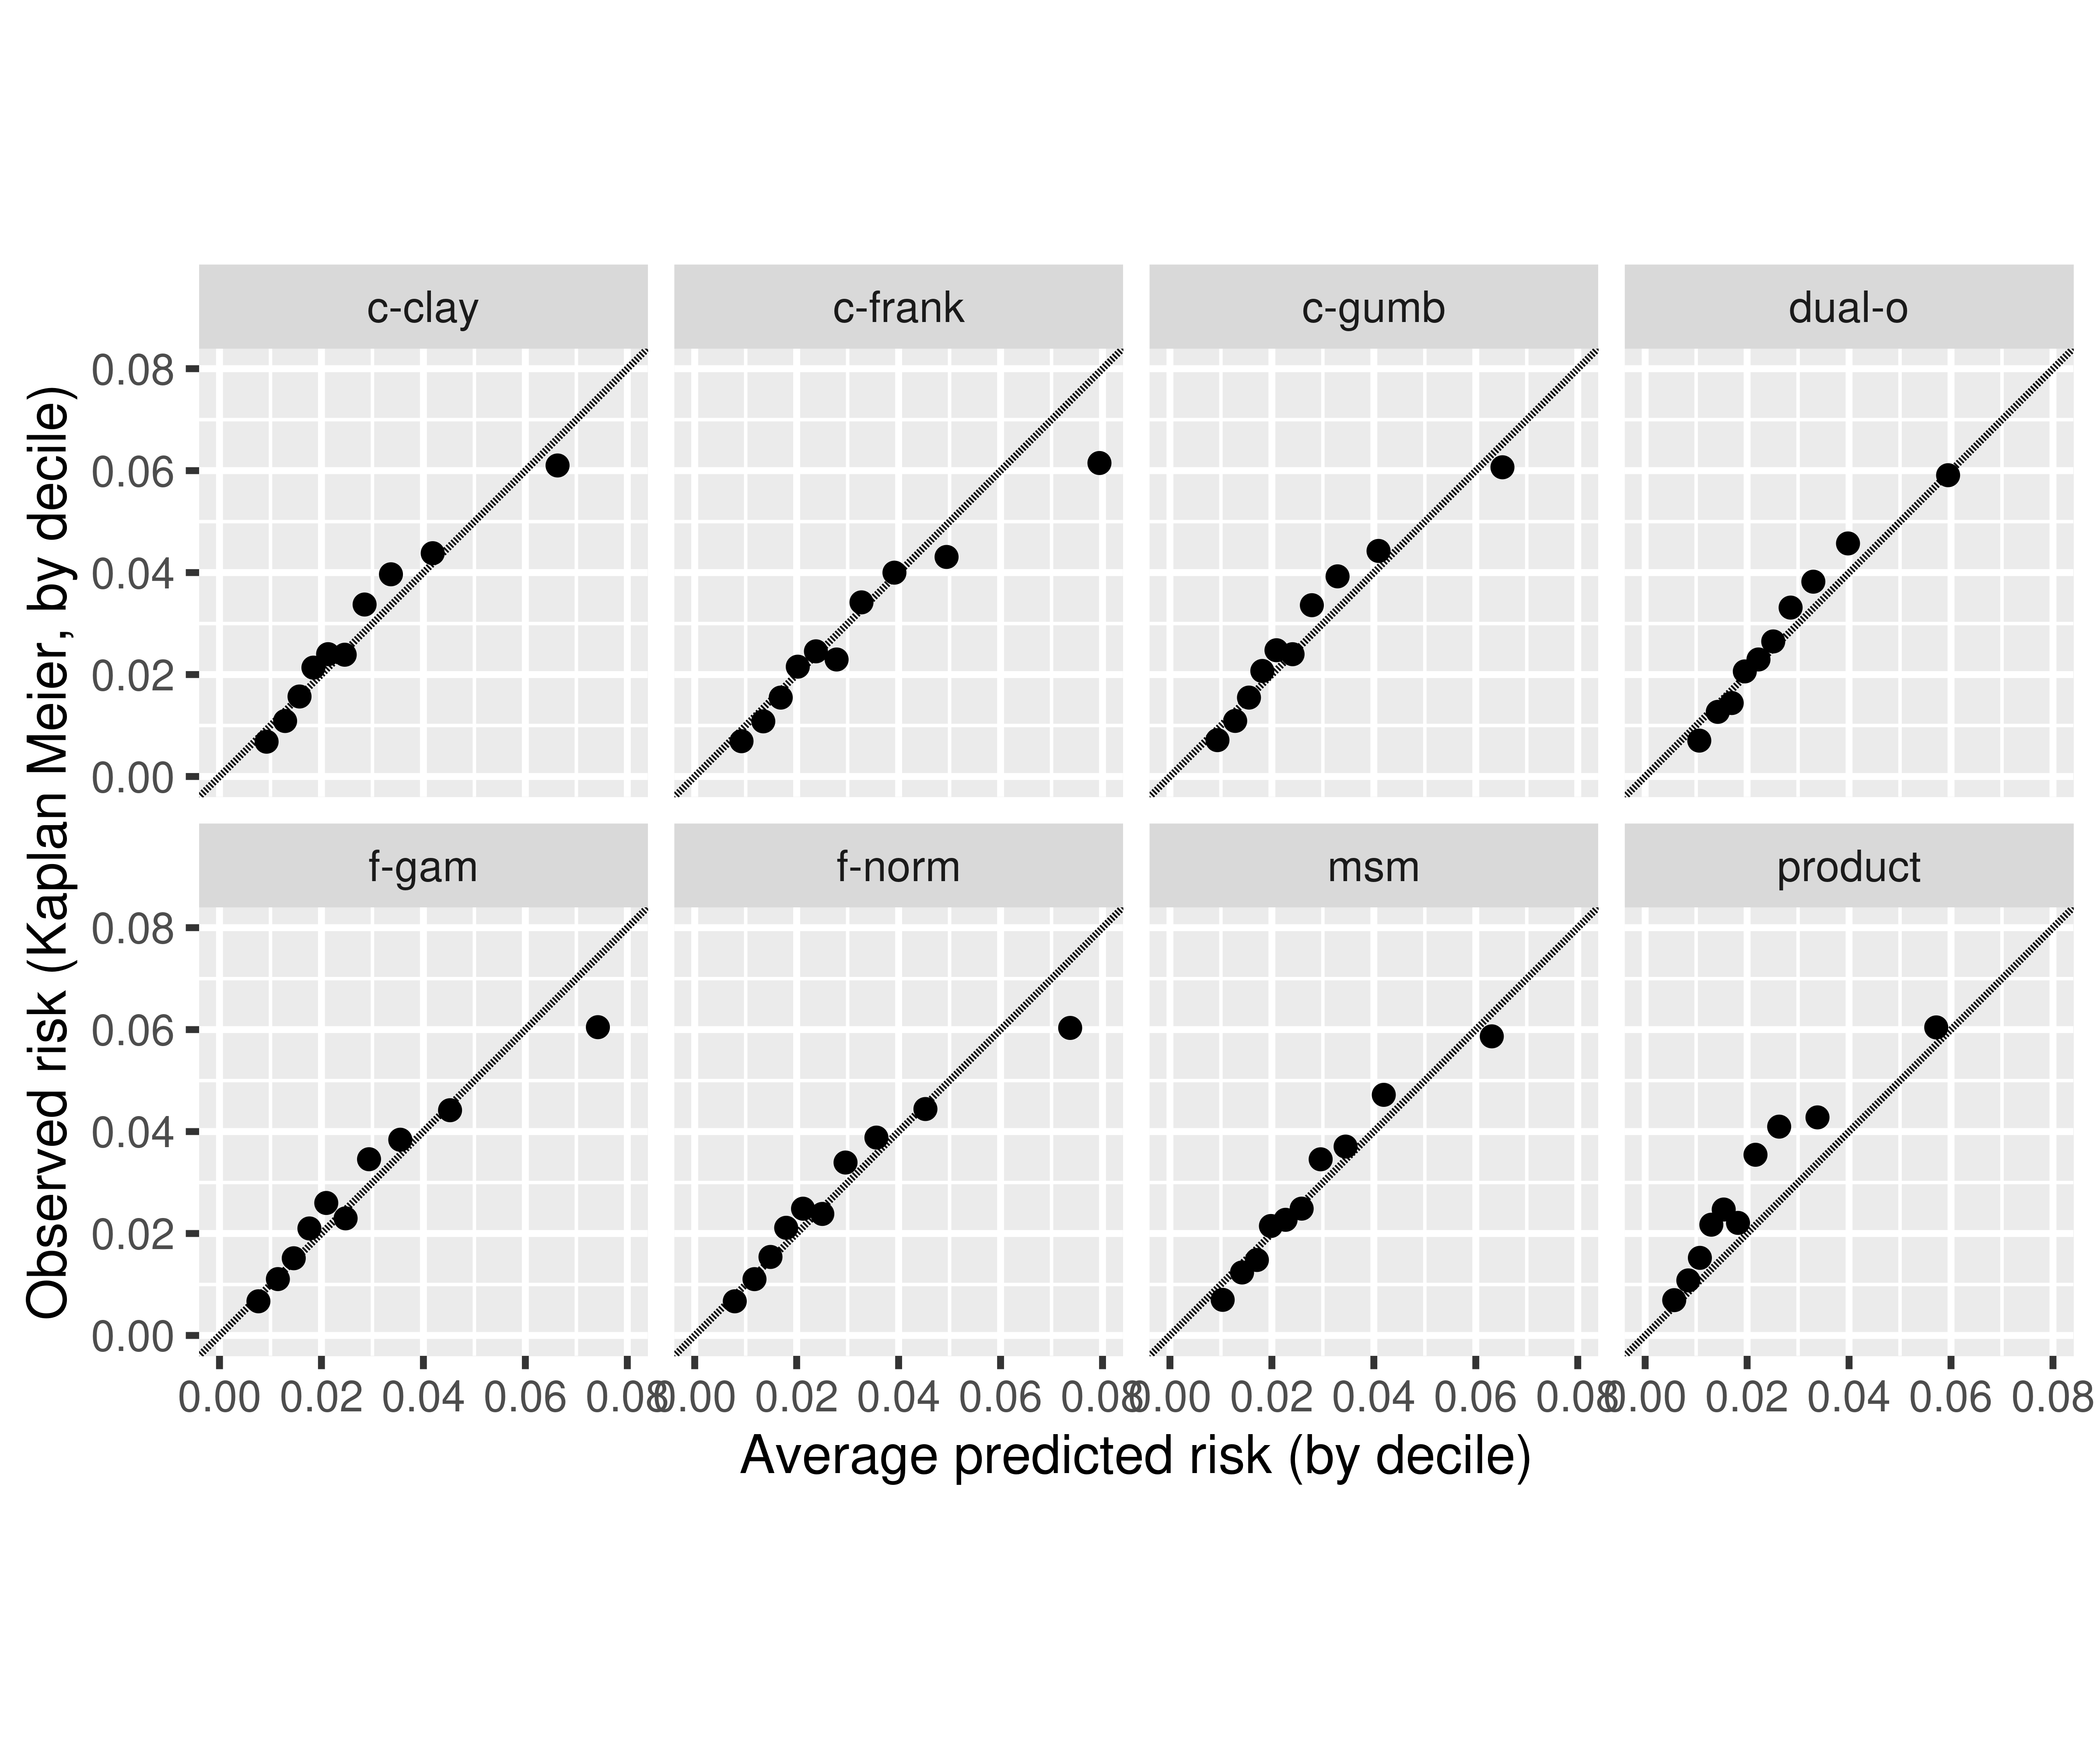 c-clay c-frank c-gumb dual-o
0.08
0.06
0.04
0.02
0.00
f-gam f-norm msm product
0.08
0.06
0.04
0.02
0.00
0.00 0.02 0.04 0.06 0.08 0.00 0.02 0.04 0.06 0.08 0.00 0.02 0.04 0.06 0.08 0.00 0.02 0.04 0.06 0.08
Average predicted risk (by decile)
Observed risk (Kaplan Meier, by decile)